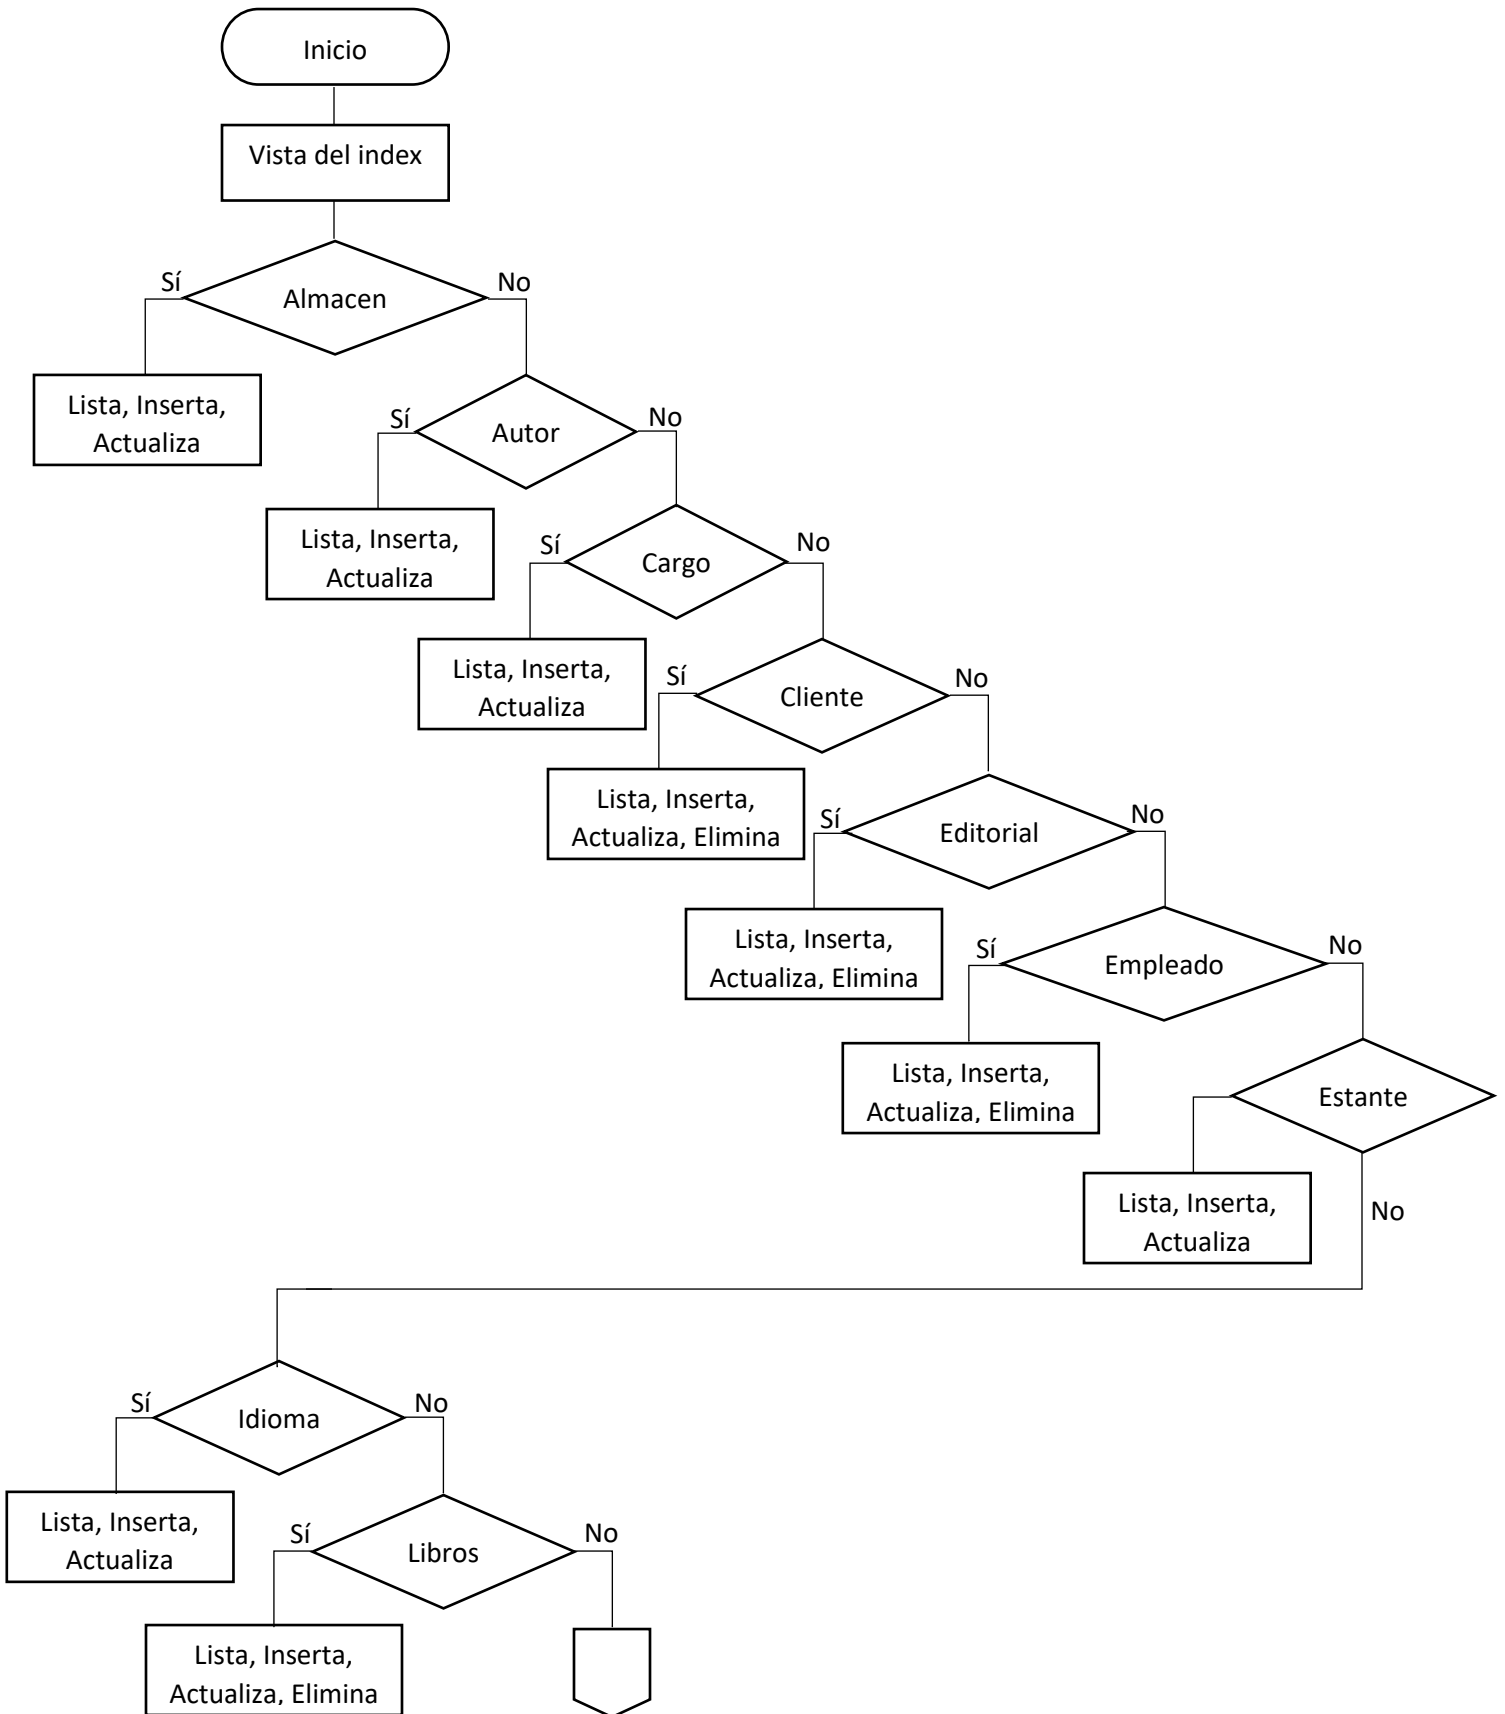 Inicio
Vista del index
Sí
No
Almacen
Lista, Inserta,
Actualiza
Sí
No
Autor
Lista, Inserta,
Actualiza
Sí
No
Cargo
Lista, Inserta,
Actualiza
Sí
No
Cliente
Lista, Inserta,
Actualiza, Elimina
Sí
No
Editorial
Lista, Inserta,
Actualiza, Elimina
Sí
No
Empleado
Lista, Inserta,
Actualiza, Elimina
Estante
Lista, Inserta,
Actualiza
No
Sí
No
Idioma
Lista, Inserta,
Actualiza
Sí
No
Libros
Lista, Inserta,
Actualiza, Elimina